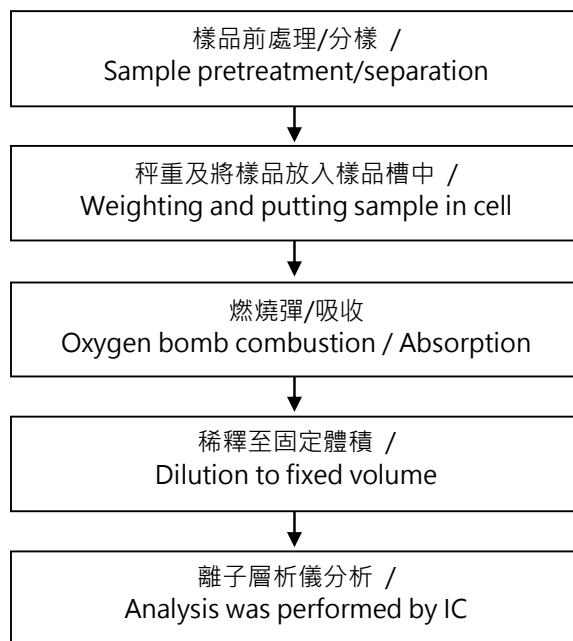 樣品前處理/分樣 /
Sample pretreatment/separation
秤重及將樣品放入樣品槽中 /
Weighting and putting sample in cell
燃燒彈/吸收
Oxygen bomb combustion / Absorption
稀釋至固定體積 /
Dilution to fixed volume
離子層析儀分析 /
Analysis was performed by IC